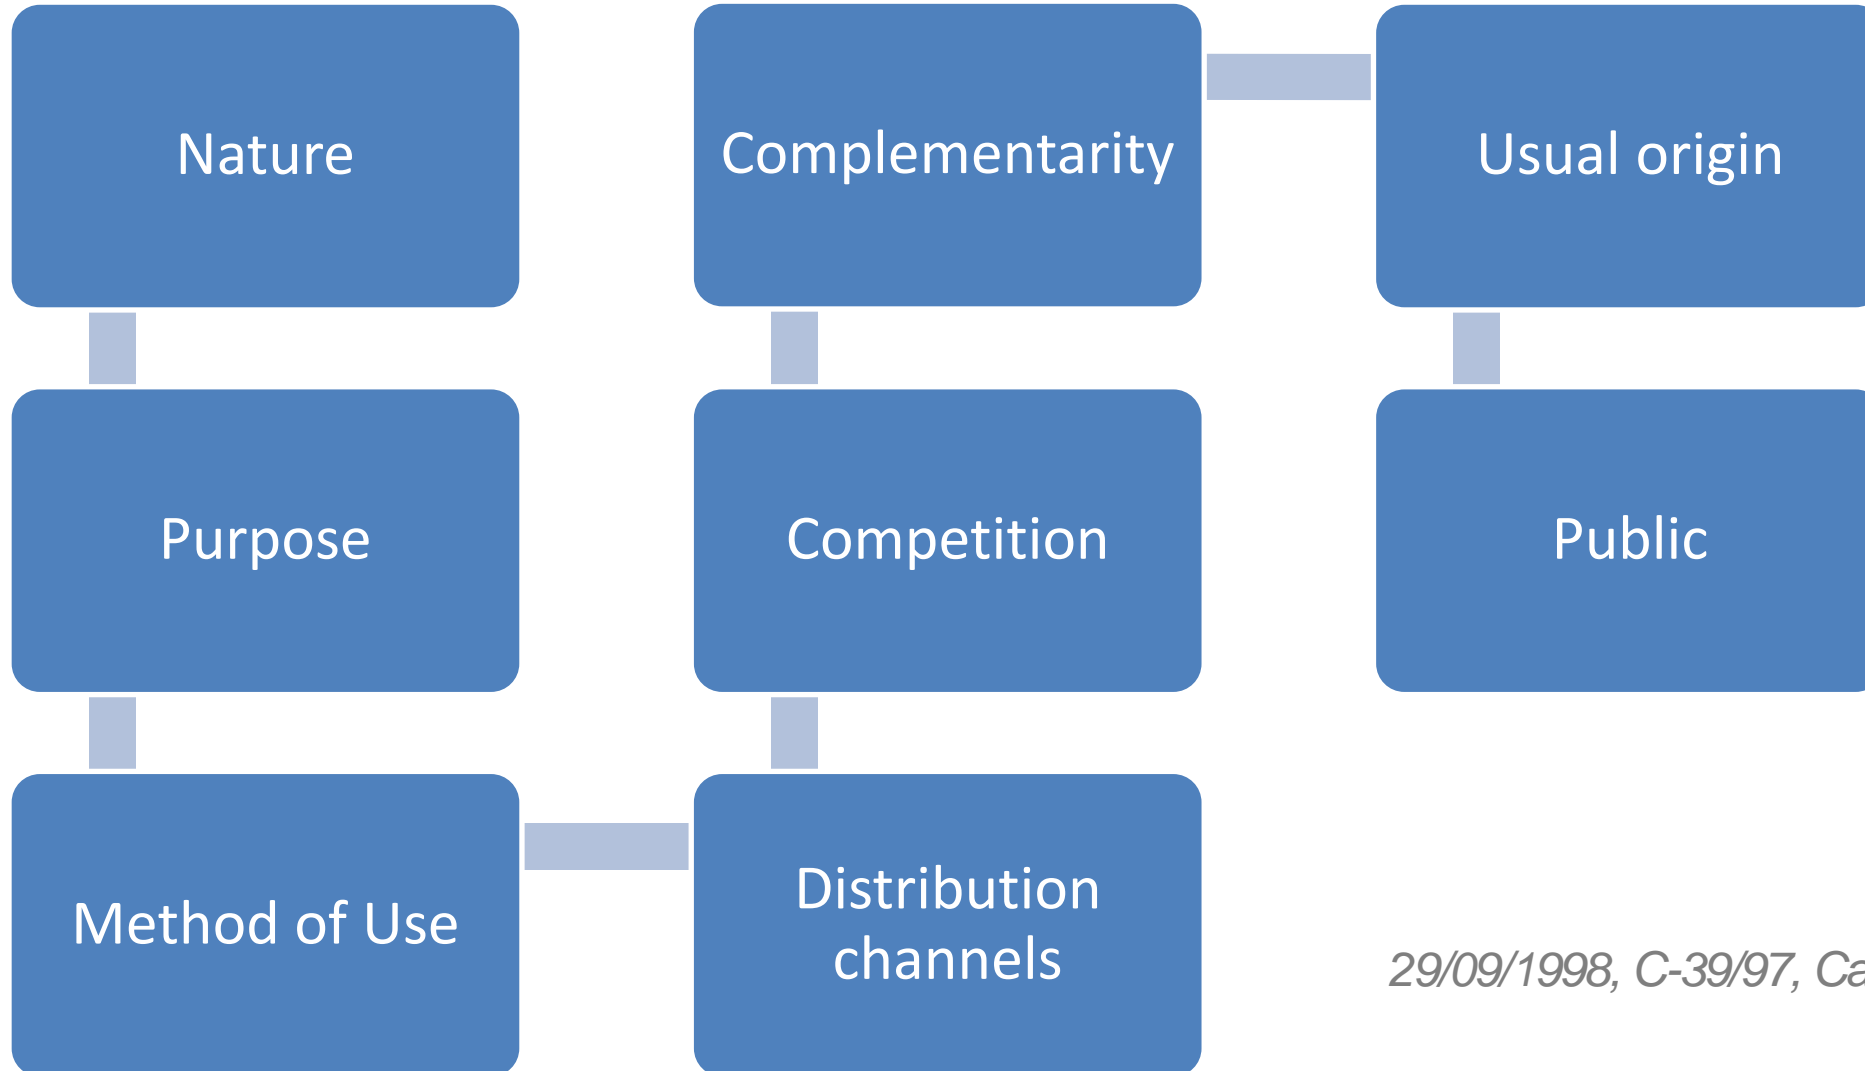 Nature
Purpose
Method of Use
Distribution
channels
Competition
Complementarity
Usual origin
Public
29/09/1998, C-39/97,